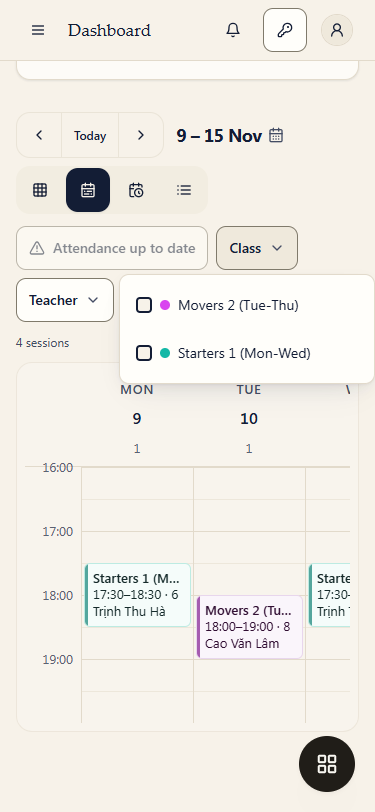 Dashboard
Today
9 – 15 Nov
Attendance up to date
Class
Teacher
Movers 2 (Tue-Thu)
Starters 1 (Mon-Wed)
4 sessions
MON
TUE
9
10
1
1
16:00
17:00
18:00
19:00
Starters 1 (M...
17:30–18:30 · 6
Trịnh Thu Hà
Movers 2 (Tu...
18:00–19:00 · 8
Cao Văn Lâm
Starte
17:30–
Trịnh